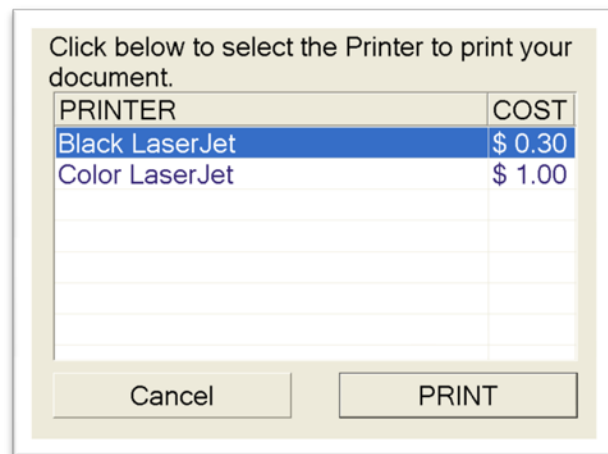 Click below to select the Printer to print your
document.
PRINTER COST
Black LaserJet $ 0.30
Color LaserJet $ 1.00
Cancel PRINT